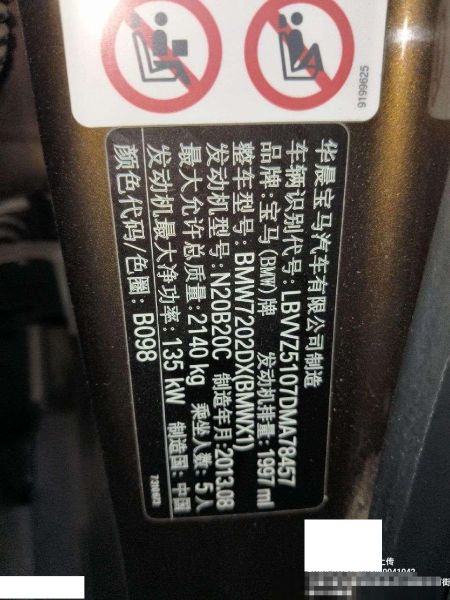 9199625
华晨宝马汽车有限公司制造
车辆识别代号: LBVVZ5107DMA78457
品牌: 宝马 (BMW) 牌 发动机排量: 1997 ml
整车型号: BMW7202DX(BMWX1)
发动机型号: N20B20C 制造年月: 2013.08
最大允许总质量: 2140 kg 乘坐人数: 5人
发动机最大净功率: 135 kW 制造国: 中国
颜色代码/色圈: B098
上传
街